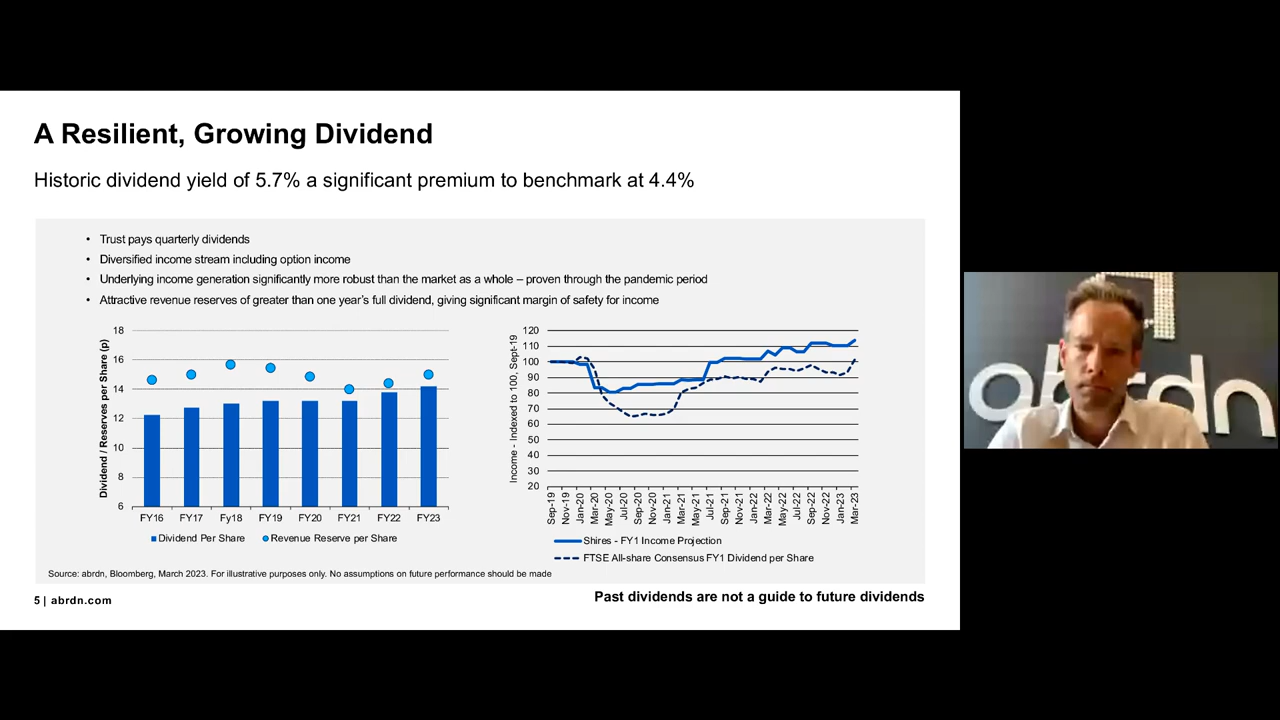 A Resilient, Growing Dividend
Historic dividend yield of 5.7% a significant premium to benchmark at 4.4%
• Trust pays quarterly dividends
• Diversified income stream including option income
• Underlying income generation significantly more robust than the market as a whole – proven through the pandemic period
• Attractive revenue reserves of greater than one year's full dividend, giving significant margin of safety for income
Dividend / Reserves per Share (p)
18
16
14
12
10
8
6
FY16 FY17 Fy18 FY19 FY20 FY21 FY22 FY23
Dividend Per Share Revenue Reserve per Share
Income - Indexed to 100, Sept-19
120
110
100
90
80
70
60
50
40
30
20
Sep-19 Nov-19 Jan-20 Mar-20 May-20 Jul-20 Sep-20 Nov-20 Jan-21 Mar-21 May-21 Jul-21 Sep-21 Nov-21 Jan-22 Mar-22 May-22 Jul-22 Sep-22 Nov-22 Jan-23 Mar-23
Shires - FY1 Income Projection
FTSE All-share Consensus FY1 Dividend per Share
Source: abrdn, Bloomberg, March 2023. For illustrative purposes only. No assumptions on future performance should be made
5 | abrdn.com
Past dividends are not a guide to future dividends
abrdn